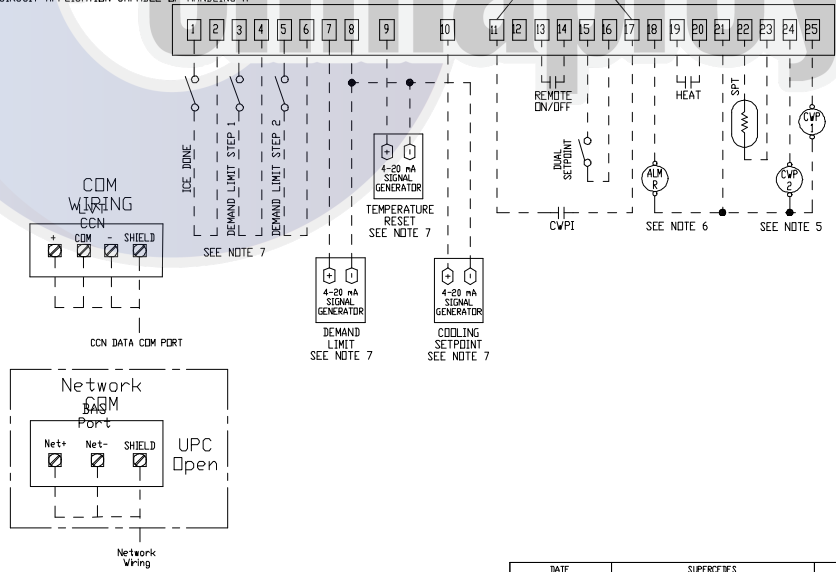 1 2 3 4 5 6 7 8 9 10 11 12 13 14 15 16 17 18 19 20 21 22 23 24 25
ICE DONE
DEMAND LIMIT STEP 1
DEMAND LIMIT STEP 2
SEE NOTE 7
+ -
4-20 mA
SIGNAL
GENERATOR
TEMPERATURE
RESET
SEE NOTE 7
+ -
4-20 mA
SIGNAL
GENERATOR
DEMAND
LIMIT
SEE NOTE 7
+ -
4-20 mA
SIGNAL
GENERATOR
COOLING
SETPOINT
SEE NOTE 7
REMOTE
ON/OFF
DUAL
SETPOINT
CWPI
HEAT
ALM
R
SPT
CWP
1
CWP
2
SEE NOTE 6
SEE NOTE 5
COM
WIRING
LVT
CCN
+ COM - SHIELD
CCN DATA COM PORT
Network
COM
BAS
Port
Net+ Net- SHIELD
UPC
Open
Network
Wiring
DATE SUPERCEDES